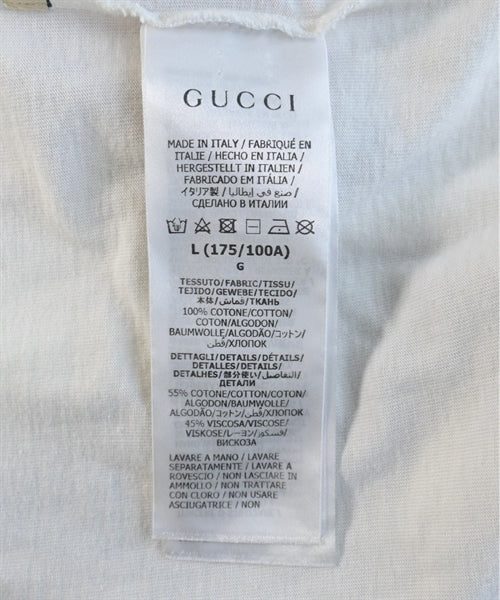 GUCCI
MADE IN ITALY / FABRIQUÉ EN
ITALIE / HECHO EN ITALIA /
HERGESTELLT IN ITALIEN /
FABRICADO EM ITÁLIA /
イタリア製 / صنع في إيطاليا /
СДЕЛАНО В ИТАЛИИ
L (175/100A)
G
TESSUTO/FABRIC/TISSU/
TEJIDO/GEWEBE/TECIDO/
本体/قماش/ТКАНЬ
100% COTONE/COTTON/
COTON/ALGODON/
BAUMWOLLE/ALGODÃO/コットン/
قطن/ХЛОПОК
DETTAGLI/DETAILS/DÉTAILS/
DETALLES/DETAILS/
DETALHES/部分使い/التفاصيل/
ДЕТАЛИ
55% COTONE/COTTON/COTON/
ALGODON/BAUMWOLLE/
ALGODÃO/コットン/قطن/ХЛОПОК
45% VISCOSA/VISCOSE/
VISKOSE/レーヨン/فسكوز/
ВИСКОЗА
LAVARE A MANO / LAVARE
SEPARATAMENTE / LAVARE A
ROVESCIO / NON LASCIARE IN
AMMOLLO / NON TRATTARE
CON CLORO / NON USARE
ASCIUGATRICE / NON